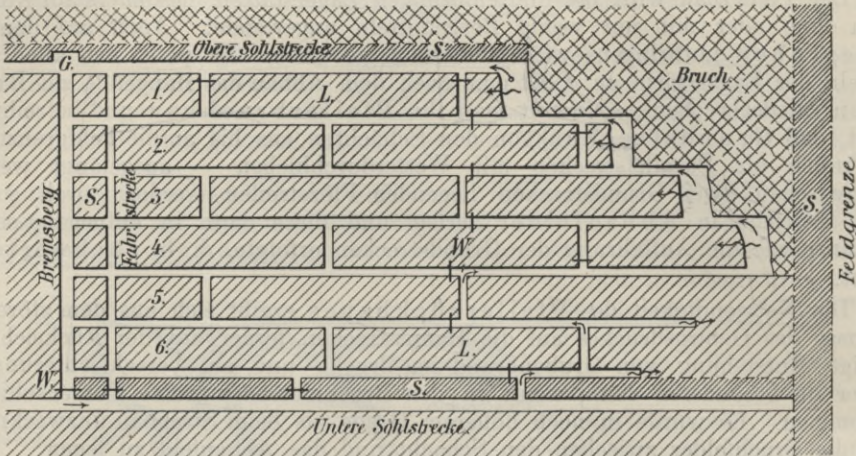 Obere Sohlstrecke. S.
G.
Bruch.
1. L.
2.
Bremsberg
S.
Fahrstrecke
3.
S.
Feldgrenze
4. W.
5.
6. L.
W.
S.
Untere Sohlstrecke.